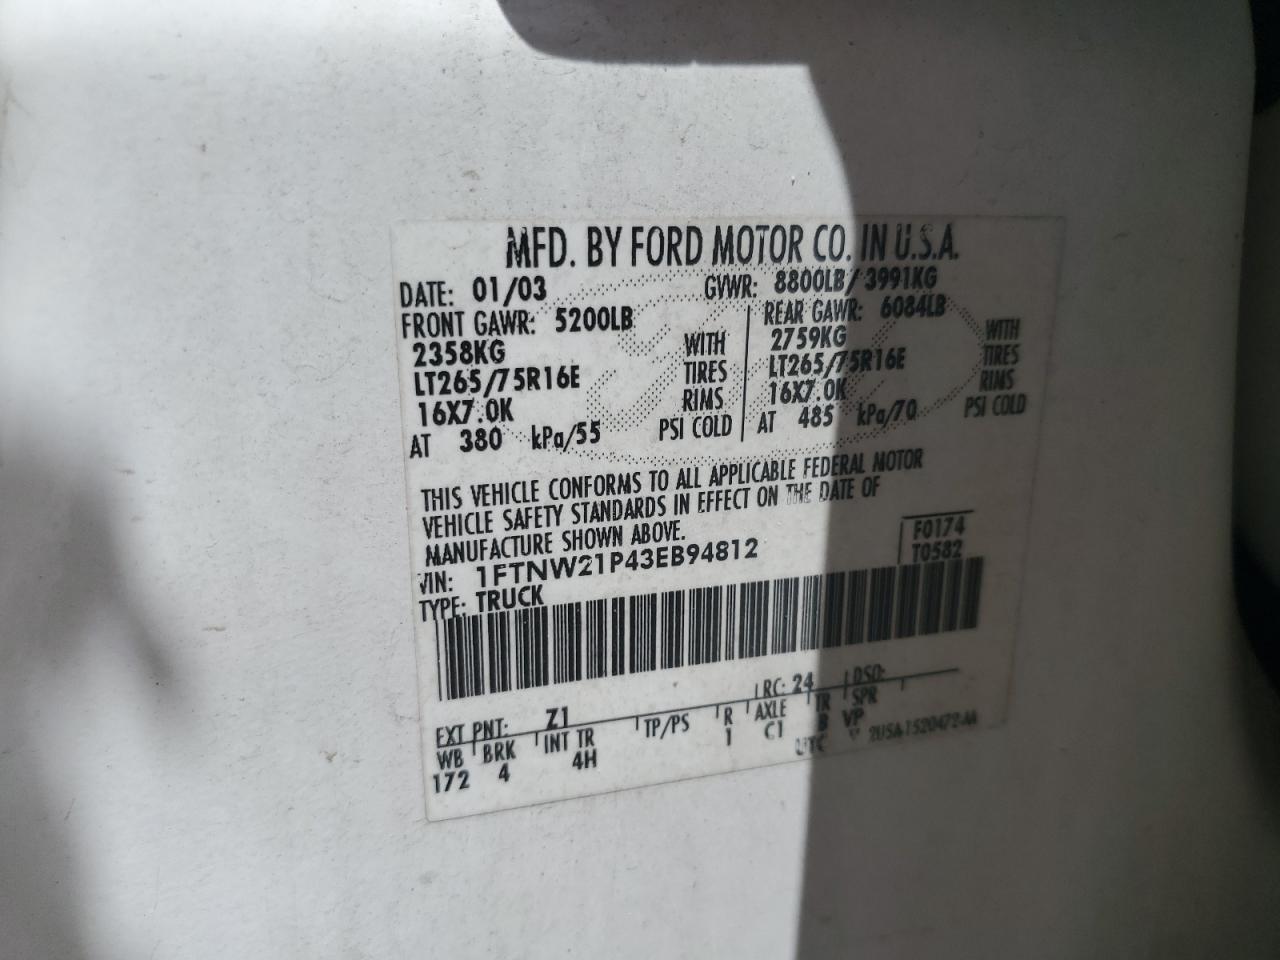 MFD. BY FORD MOTOR CO. IN U.S.A.
DATE: 01/03 GVWR: 8800LB/3991KG
FRONT GAWR: 5200LB REAR GAWR: 6084LB
2358KG WITH 2759KG WITH
LT265/75R16E TIRES LT265/75R16E TIRES
16X7.0K RIMS 16X7.0K RIMS
AT 380 kPa/55 PSI COLD AT 485 kPa/70 PSI COLD
THIS VEHICLE CONFORMS TO ALL APPLICABLE FEDERAL MOTOR
VEHICLE SAFETY STANDARDS IN EFFECT ON THE DATE OF
MANUFACTURE SHOWN ABOVE.
F0174
VIN: 1FTNW21P43EB94812 T0582
TYPE: TRUCK
EXT PNT: Z1 RC: 24 DSO:
WB BRK INT TR TP/PS R AXLE TR SPR
172 4 4H 1 C1 B VP
UTC 2USA-1520472-AA